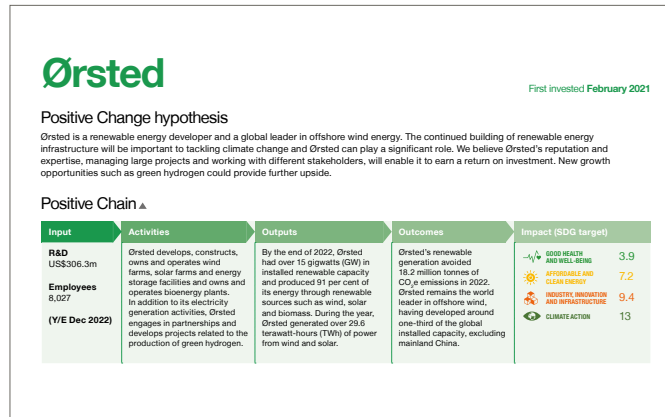 Ørsted
First invested February 2021
Positive Change hypothesis
Ørsted is a renewable energy developer and a global leader in offshore wind energy. The continued building of renewable energy
infrastructure will be important to tackling climate change and Ørsted can play a significant role. We believe Ørsted's reputation and
expertise, managing large projects and working with different stakeholders, will enable it to earn a return on investment. New growth
opportunities such as green hydrogen could provide further upside.
Positive Chain
Input
R&D
US$306.3m
Employees
8,027
(Y/E Dec 2022)
Activities
Ørsted develops, constructs,
owns and operates wind
farms, solar farms and energy
storage facilities and owns and
operates bioenergy plants.
In addition to its electricity
generation activities, Ørsted
engages in partnerships and
develops projects related to the
production of green hydrogen.
Outputs
By the end of 2022, Ørsted
had over 15 gigwatts (GW) in
installed renewable capacity
and produced 91 per cent of
its energy through renewable
sources such as wind, solar
and biomass. During the year,
Ørsted generated over 29.6
terawatt-hours (TWh) of power
from wind and solar.
Outcomes
Ørsted's renewable
generation avoided
18.2 million tonnes of
CO₂e emissions in 2022.
Ørsted remains the world
leader in offshore wind,
having developed around
one-third of the global
installed capacity, excluding
mainland China.
Impact (SDG target)
GOOD HEALTH
AND WELL-BEING 3.9
AFFORDABLE AND
CLEAN ENERGY 7.2
INDUSTRY, INNOVATION
AND INFRASTRUCTURE 9.4
CLIMATE ACTION 13